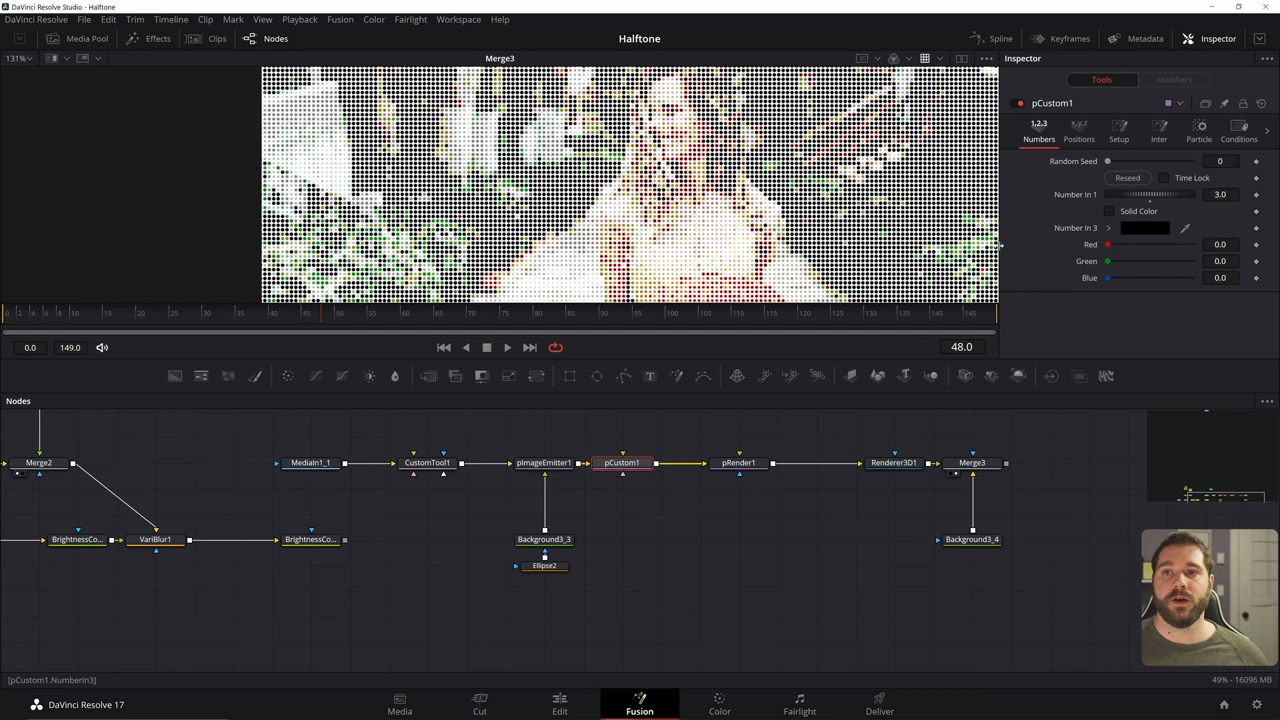 DaVinci Resolve Studio - Halftone
DaVinci Resolve File Edit Trim Timeline Clip Mark View Playback Fusion Color Fairlight Workspace Help
Media Pool Effects Clips Nodes Halftone Spline Keyframes Metadata Inspector
131% Merge3 Inspector
Tools Modifiers
pCustom1
1,2,3 x,y,z
Numbers Positions Setup Inter Particle Conditions
Random Seed 0
Reseed Time Lock
Number In 1 3.0
Solid Color
Number In 3
Red 0.0
Green 0.0
Blue 0.0
0 2 4 6 8 10 15 20 25 30 35 40 45 50 55 60 65 70 75 80 85 90 95 100 105 110 115 120 125 130 135 140 145
0.0 149.0 48.0
Nodes
Merge2 MediaIn1_1 CustomTool1 pImageEmitter1 pCustom1 pRender1 Renderer3D1 Merge3
BrightnessCo... VariBlur1 BrightnessCo... Background3_3 Background3_4
Ellipse2
[pCustom1.NumberIn3] 49% - 16096 MB
DaVinci Resolve 17 Media Cut Edit Fusion Color Fairlight Deliver